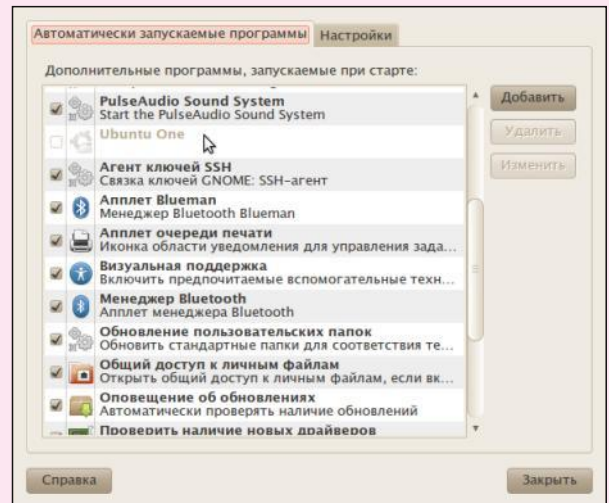 Автоматически запускаемые программы
Настройки
Дополнительные программы, запускаемые при старте:
PulseAudio Sound System
Start the PulseAudio Sound System
Ubuntu One
Агент ключей SSH
Связка ключей GNOME: SSH-агент
Апплет Blueman
Менеджер Bluetooth Blueman
Апплет очереди печати
Иконка области уведомления для управления зада...
Визуальная поддержка
Включить предпочитаемые вспомогательные техн...
Менеджер Bluetooth
Апплет менеджера Bluetooth
Обновление пользовательских папок
Обновить стандартные папки для соответствия те...
Общий доступ к личным файлам
Открыть общий доступ к личным файлам, если вк...
Оповещение об обновлениях
Автоматически проверять наличие обновлений
Проверить наличие новых драйверов
Добавить
Удалить
Изменить
Справка
Закрыть